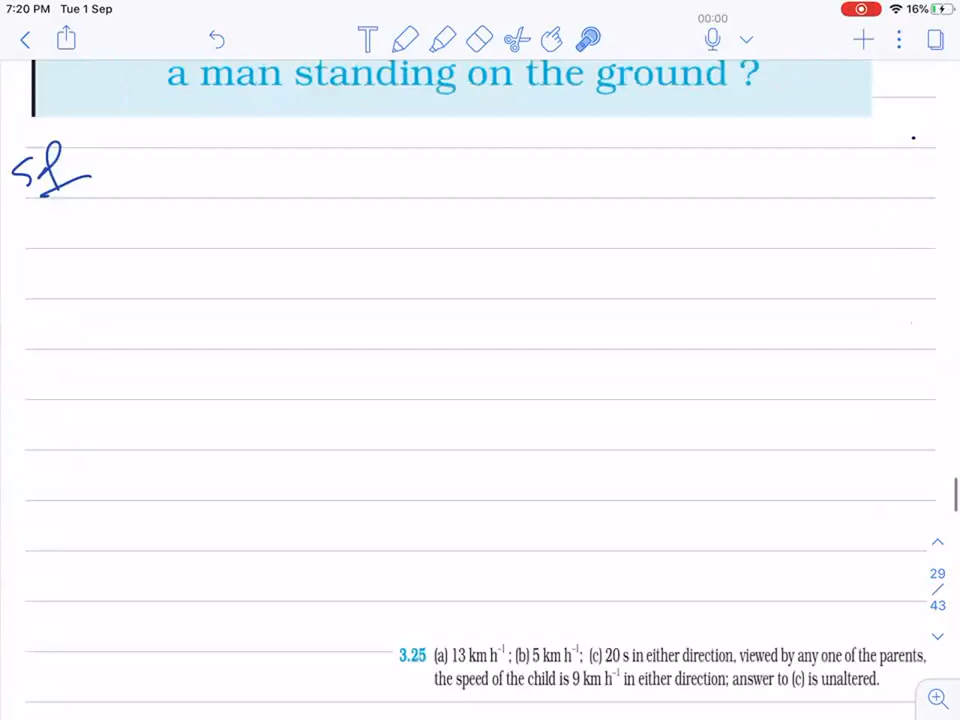 7:20 PM Tue 1 Sep
16%
00:00
a man standing on the ground ?
29
43
3.25 (a) 13 km h⁻¹ ; (b) 5 km h⁻¹; (c) 20 s in either direction, viewed by any one of the parents,
the speed of the child is 9 km h⁻¹ in either direction; answer to (c) is unaltered.